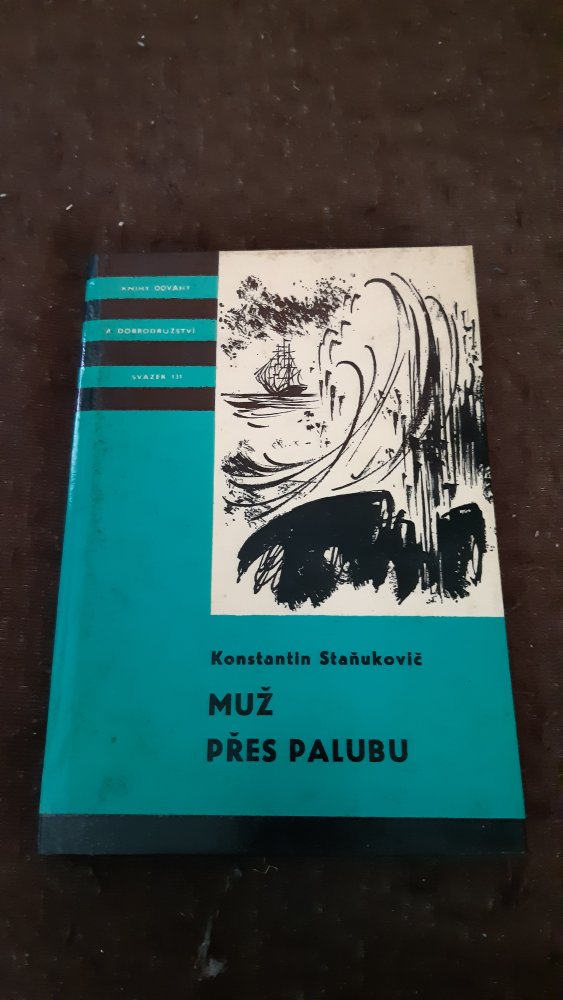 KNIHY ODVAHY
A DOBRODRUŽSTVÍ
SVAZEK 131
Konstantin Staňukovič
MUŽ
PŘES PALUBU